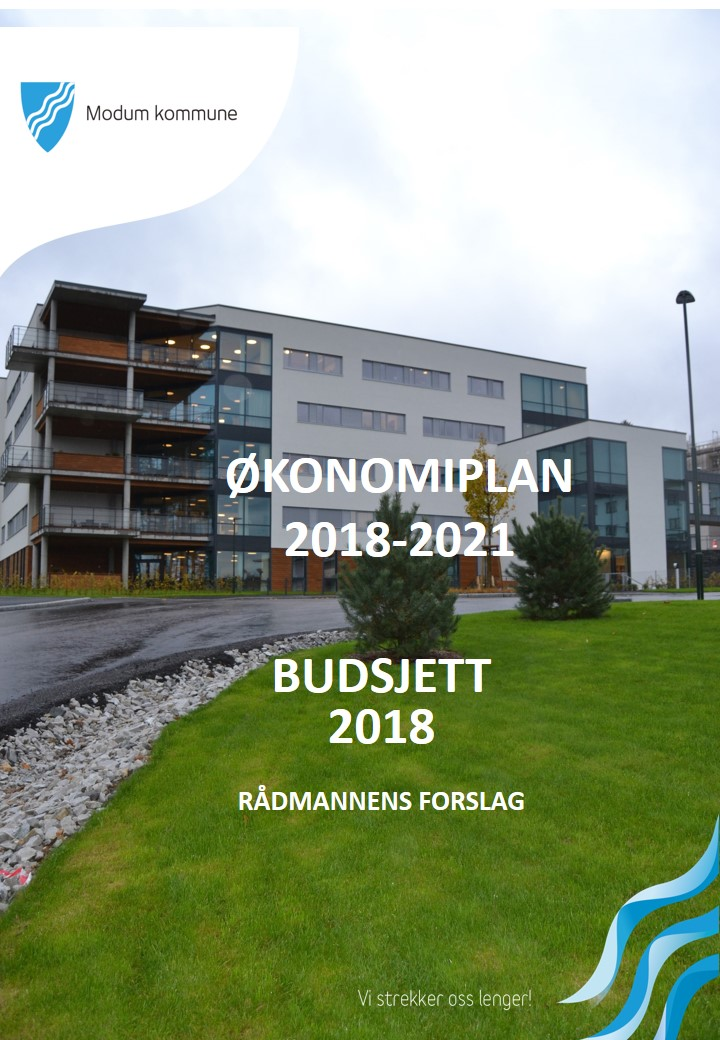 Modum kommune
ØKONOMIPLAN
2018-2021
BUDSJETT
2018
RÅDMANNENS FORSLAG
Vi strekker oss lenger!